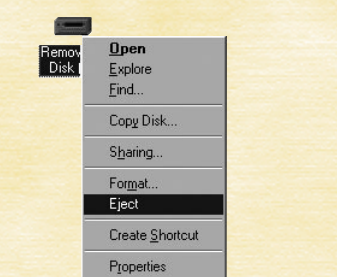 Remov
Disk
Open
Explore
Find...
Copy Disk...
Sharing...
Format...
Eject
Create Shortcut
Properties